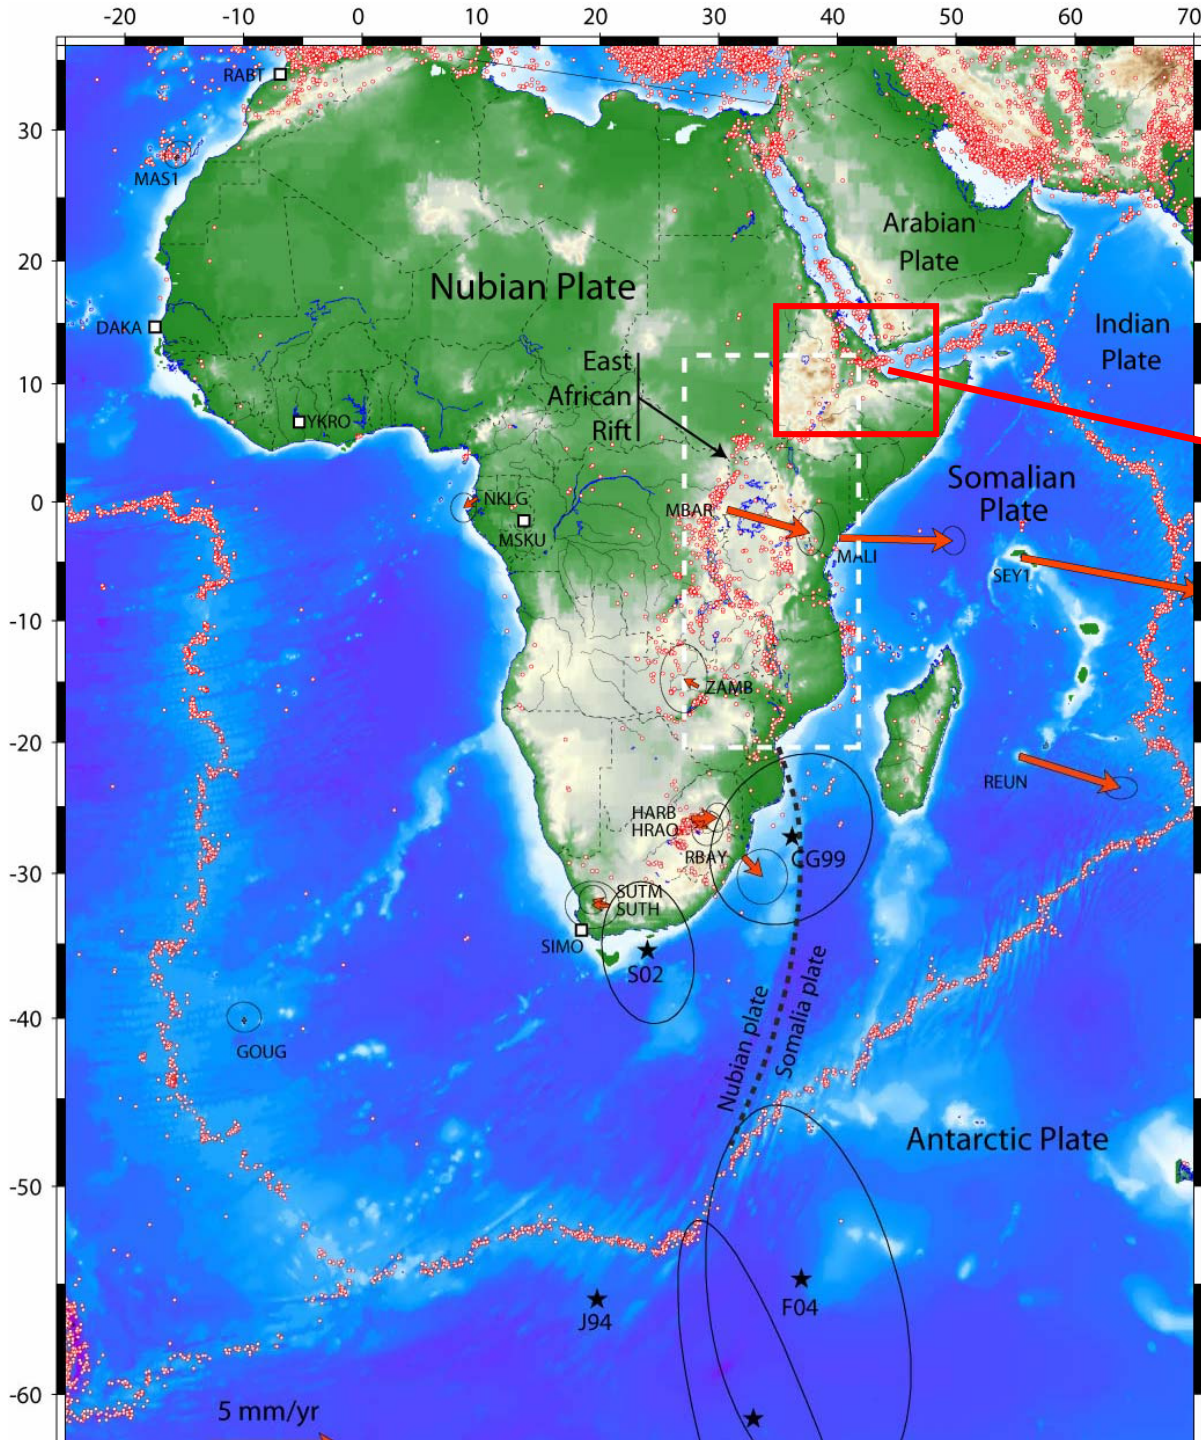 -20 -10 0 10 20 30 40 50 60 70
RABT
30
MAS1
Arabian
Plate
20
Nubian Plate
DAKA
Indian
Plate
East
African
Rift
10
YKRO
Somalian
Plate
0
NKLG
MBAR
MSKU
MALI
SEY1
-10
ZAMB
-20
REUN
HARB
HRAO
CG99
RBAY
-30
SUTM
SUTH
SIMO
S02
Nubian plate
Somalia plate
-40
GOUG
Antarctic Plate
-50
F04
J94
-60
5 mm/yr